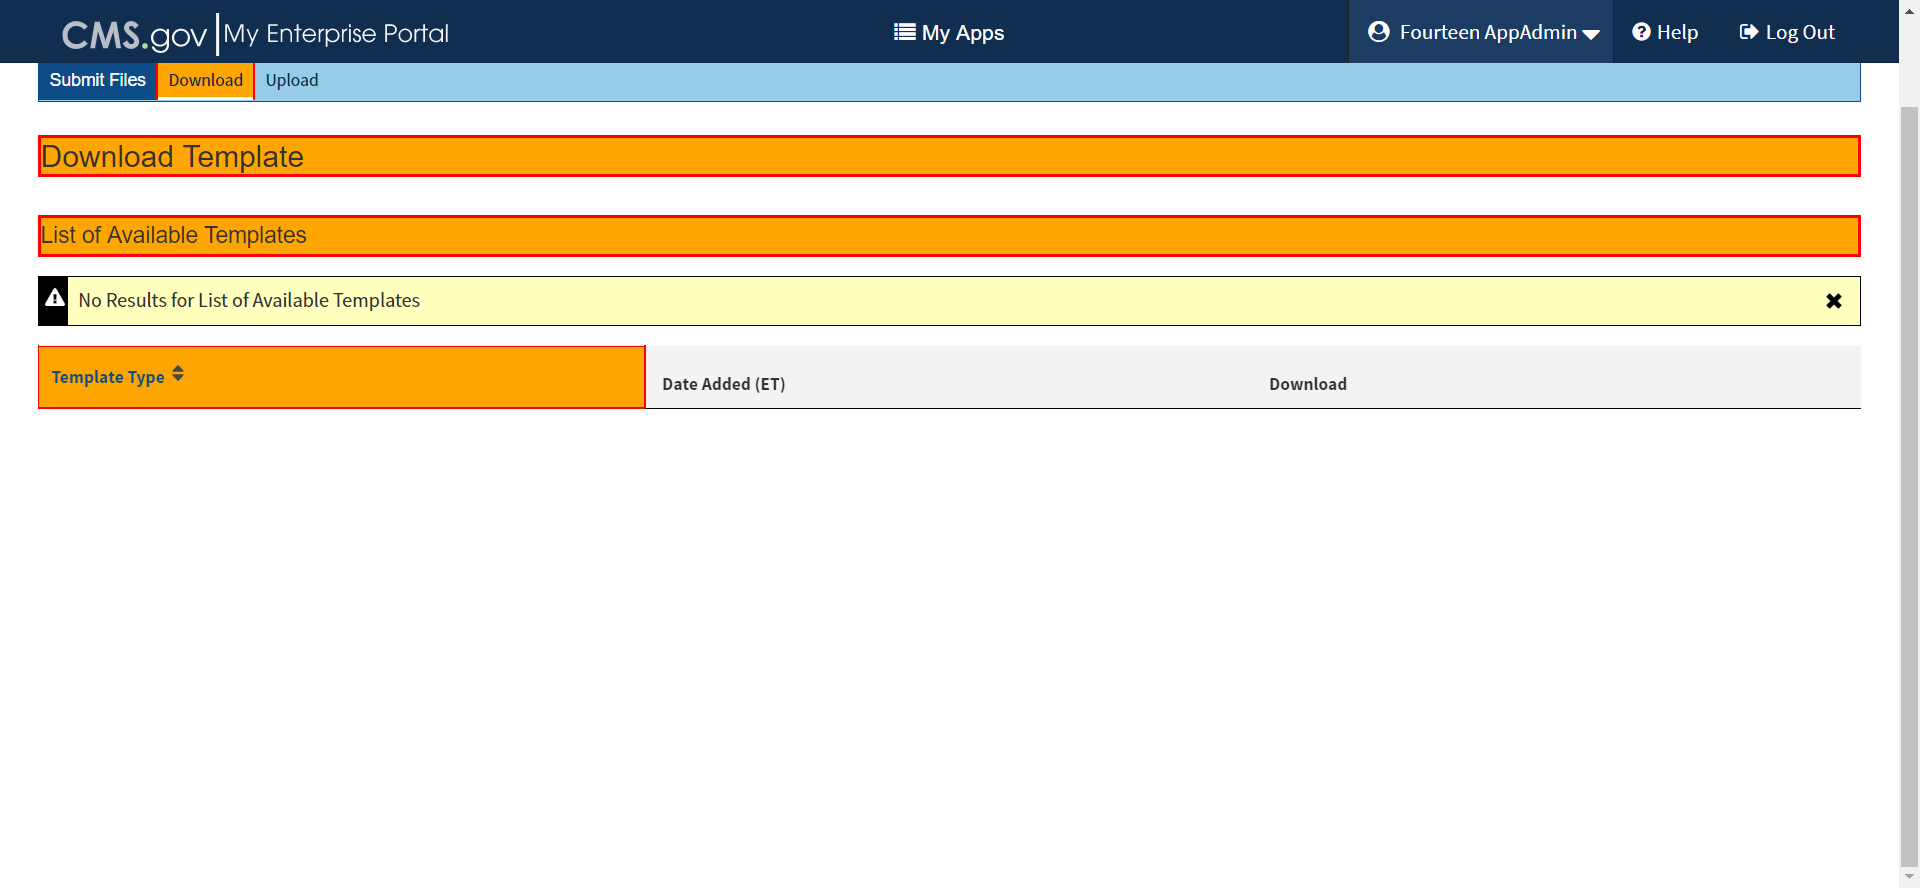 CMS.gov My Enterprise Portal My Apps Fourteen AppAdmin Help Log Out
Submit Files Download Upload
Download Template
List of Available Templates
No Results for List of Available Templates
Template Type Date Added (ET) Download